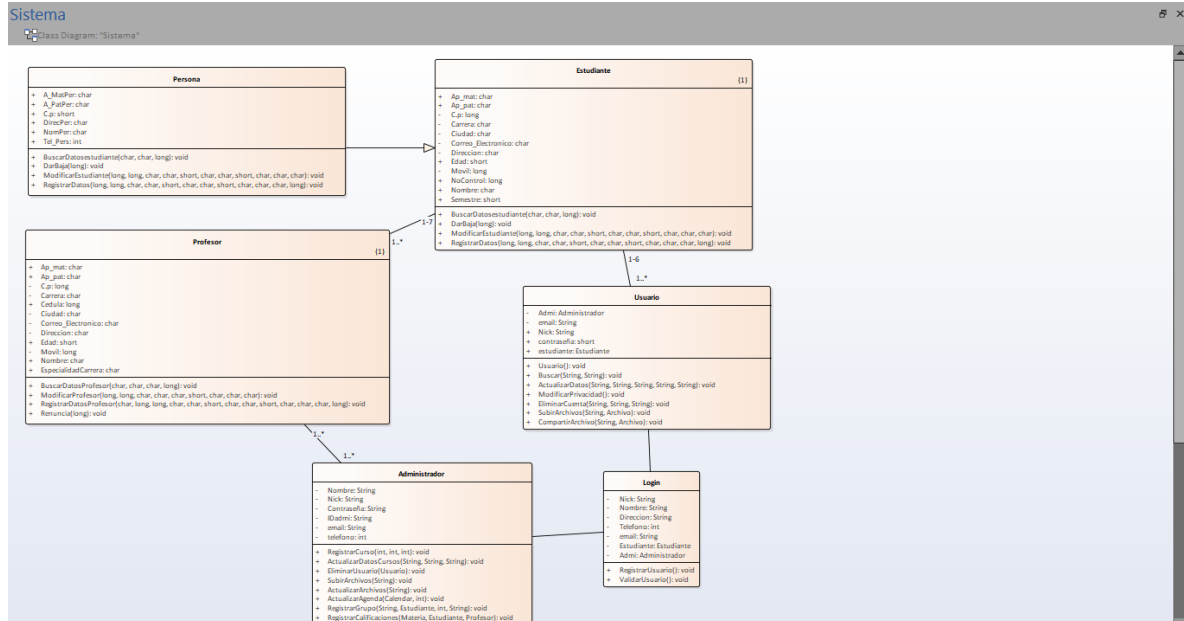 Sistema
Class Diagram: "Sistema"
Persona
+ A_MatPer: char
+ A_PatPer: char
+ C.p: short
+ DirecPer: char
+ NomPer: char
+ Tel_Pers: int
+ BuscarDatosestudiante(char, char, long): void
+ DarBaja(long): void
+ ModificarEstudiante(long, long, char, char, short, char, char, short, char, char, char): void
+ RegistrarDatos(long, long, char, char, short, char, char, short, char, char, char, long): void
Estudiante
{1}
+ Ap_mat: char
+ Ap_pat: char
- C.p: long
- Carrera: char
- Ciudad: char
- Correo_Electronico: char
- Direccion: char
+ Edad: short
- Movil: long
+ NoControl: long
+ Nombre: char
+ Semestre: short
+ BuscarDatosestudiante(char, char, long): void
+ DarBaja(long): void
+ ModificarEstudiante(long, long, char, char, short, char, char, short, char, char, char): void
+ RegistrarDatos(long, long, char, char, short, char, char, short, char, char, char, long): void
1-7
1..*
Profesor
{1}
+ Ap_mat: char
+ Ap_pat: char
- C.p: long
- Carrera: char
+ Cedula: long
- Ciudad: char
- Correo_Electronico: char
- Direccion: char
+ Edad: short
- Movil: long
+ Nombre: char
+ EspecialidadCarrera: char
+ BuscarDatosProfesor(char, char, char, long): void
+ ModificarProfesor(long, long, char, char, char, short, char, char, char): void
+ RegistrarDatosProfesor(char, long, long, char, char, short, char, char, short, char, char, char, long): void
+ Renuncia(long): void
1-6
1..*
Usuario
- Admi: Administrador
- email: String
+ Nick: String
+ contraseña: short
+ estudiante: Estudiante
+ Usuario(): void
+ Buscar(String, String): void
+ ActualizarDatos(String, String, String, String, String): void
+ ModificarPrivacidad(): void
+ EliminarCuenta(String, String, String): void
+ SubirArchivos(String, Archivo): void
+ CompartirArchivo(String, Archivo): void
1..*
1..*
Administrador
- Nombre: String
- Nick: String
- Contraseña: String
- IDadmi: String
- email: String
- telefono: int
+ RegistrarCurso(int, int, int): void
+ ActualizarDatosCursos(String, String, String): void
+ EliminarUsuario(Usuario): void
+ SubirArchivos(String): void
+ ActualizarArchivos(String): void
+ ActualizarAgenda(Calendar, int): void
+ RegistrarGrupo(String, Estudiante, int, String): void
+ RegistrarCalificaciones(Materia, Estudiante, Profesor): void
Login
- Nick: String
- Nombre: String
- Direccion: String
- Telefono: int
- email: String
- Estudiante: Estudiante
- Admi: Administrador
+ RegistrarUsuario(): void
+ ValidarUsuario(): void